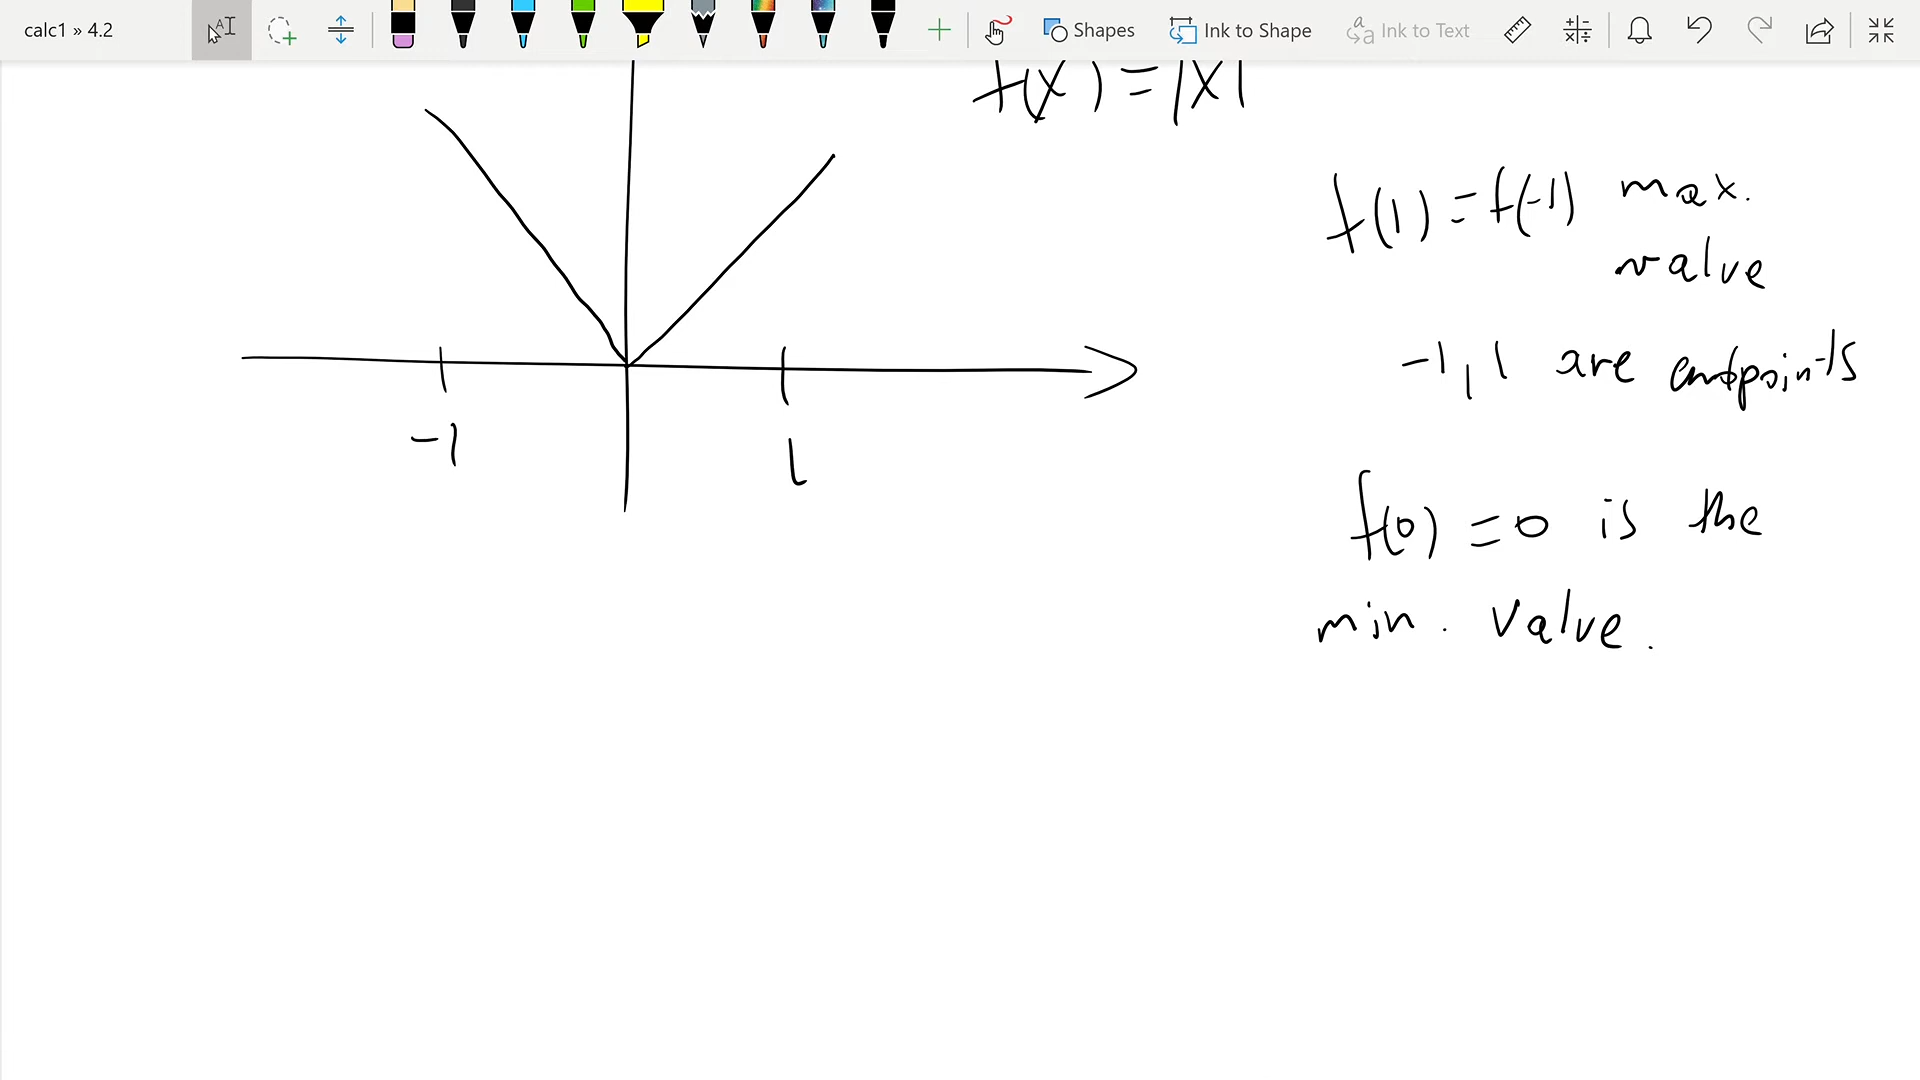 calc1 » 4.2
Shapes
Ink to Shape
Ink to Text
f(x) = |x|
f(1) = f(-1) max.
value
-1, 1 are endpoints
-1
1
f(0) = 0 is the
min. value.